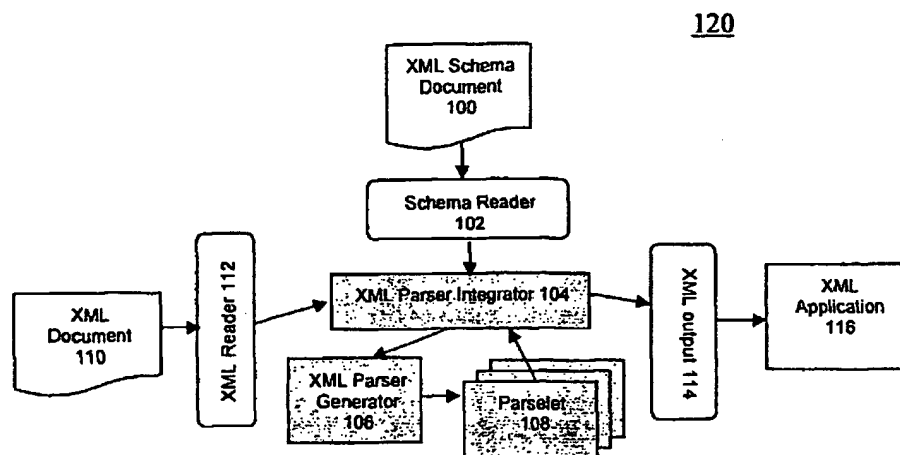 120
XML Schema
Document
100
Schema Reader
102
XML Parser Integrator 104
XML
Document
110
XML Reader 112
XML Parser
Generator
106
Parselet
108
XML output 114
XML
Application
116